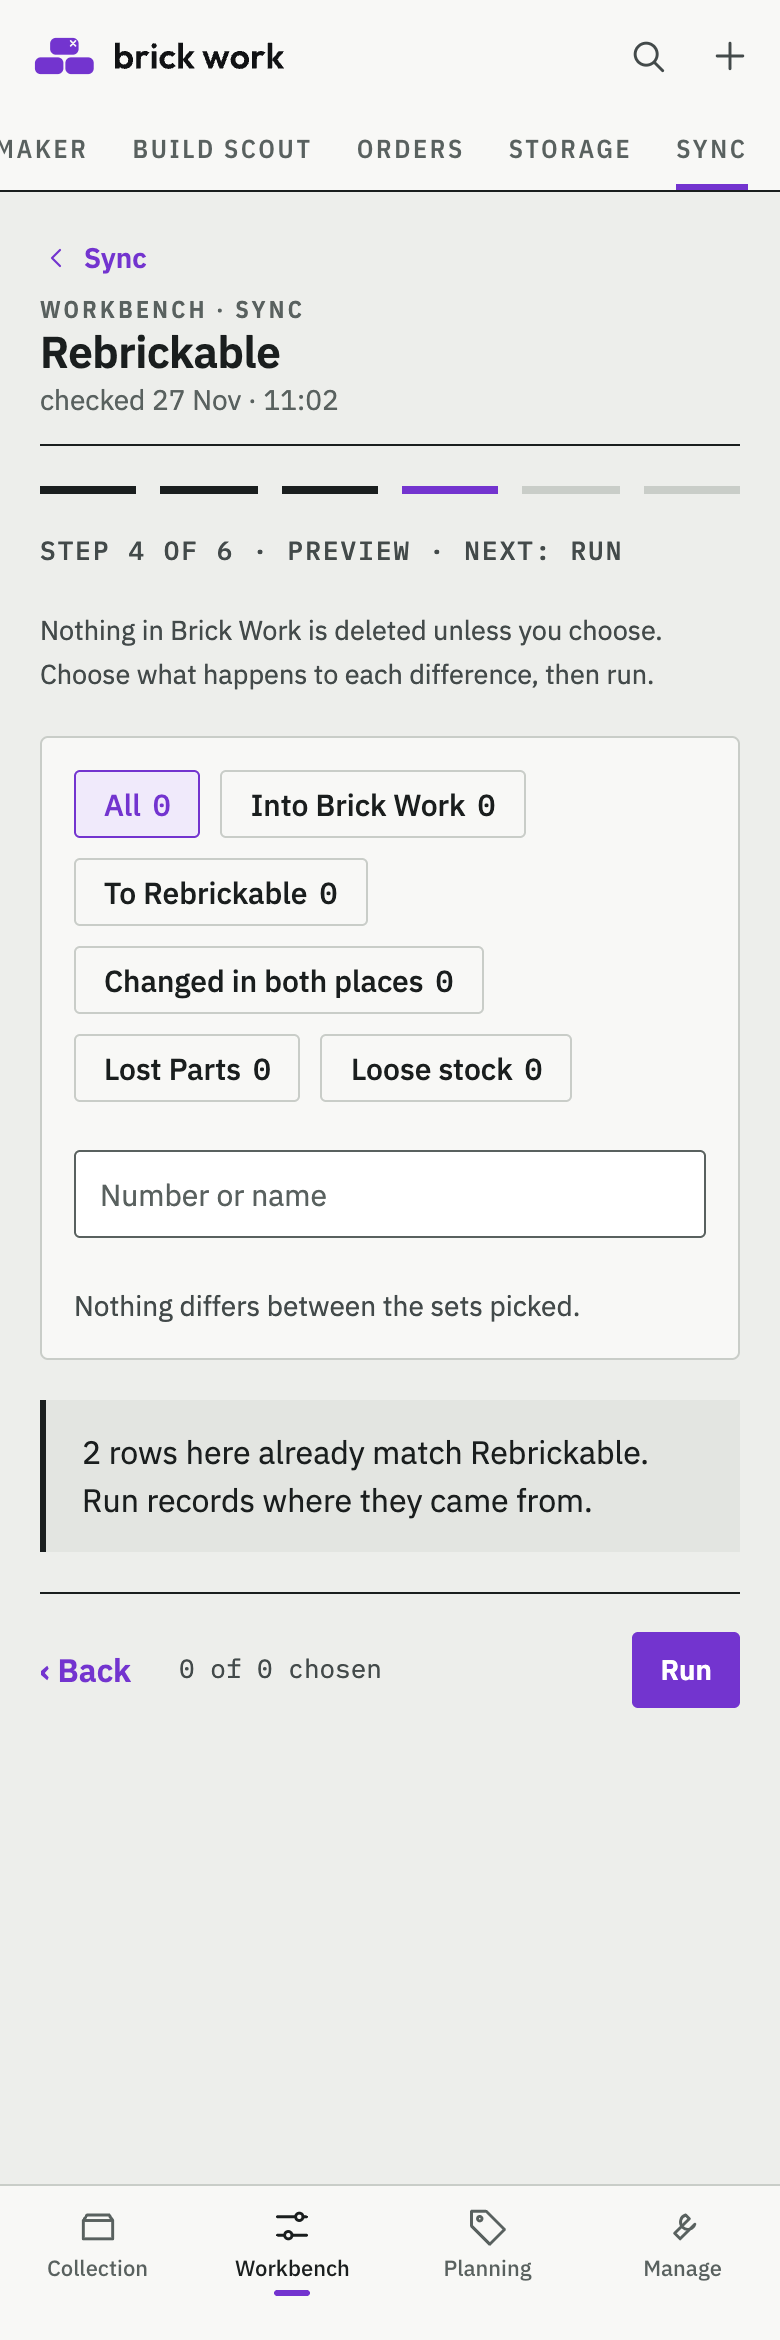 brick work
MAKER BUILD SCOUT ORDERS STORAGE SYNC
Sync
WORKBENCH · SYNC
Rebrickable
checked 27 Nov · 11:02
STEP 4 OF 6 · PREVIEW · NEXT: RUN
Nothing in Brick Work is deleted unless you choose.
Choose what happens to each difference, then run.
All 0 Into Brick Work 0
To Rebrickable 0
Changed in both places 0
Lost Parts 0 Loose stock 0
Number or name
Nothing differs between the sets picked.
2 rows here already match Rebrickable.
Run records where they came from.
‹ Back 0 of 0 chosen Run
Collection Workbench Planning Manage